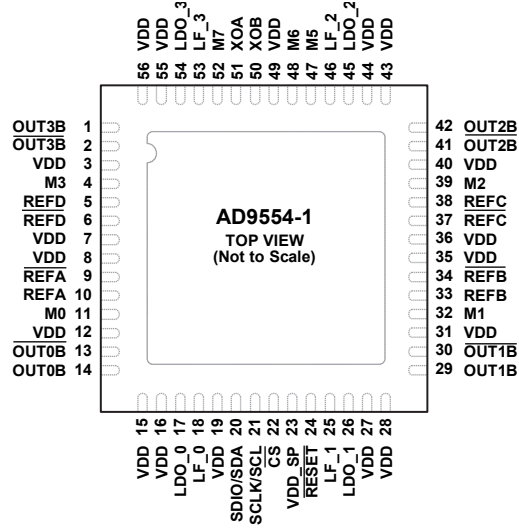 56 VDD
55 VDD
54 LDO_3
53 LF_3
52 M7
51 XOA
50 XOB
49 VDD
48 M6
47 M5
46 LF_2
45 LDO_2
44 VDD
43 VDD
OUT3B 1
OUT3B 2
VDD 3
M3 4
REFD 5
REFD 6
VDD 7
VDD 8
REFA 9
REFA 10
M0 11
VDD 12
OUT0B 13
OUT0B 14
AD9554-1
TOP VIEW
(Not to Scale)
42 OUT2B
41 OUT2B
40 VDD
39 M2
38 REFC
37 REFC
36 VDD
35 VDD
34 REFB
33 REFB
32 M1
31 VDD
30 OUT1B
29 OUT1B
VDD 15
VDD 16
LDO_0 17
LF_0 18
VDD 19
SDIO/SDA 20
SCLK/SCL 21
CS 22
VDD_SP 23
RESET 24
LF_1 25
LDO_1 26
VDD 27
VDD 28